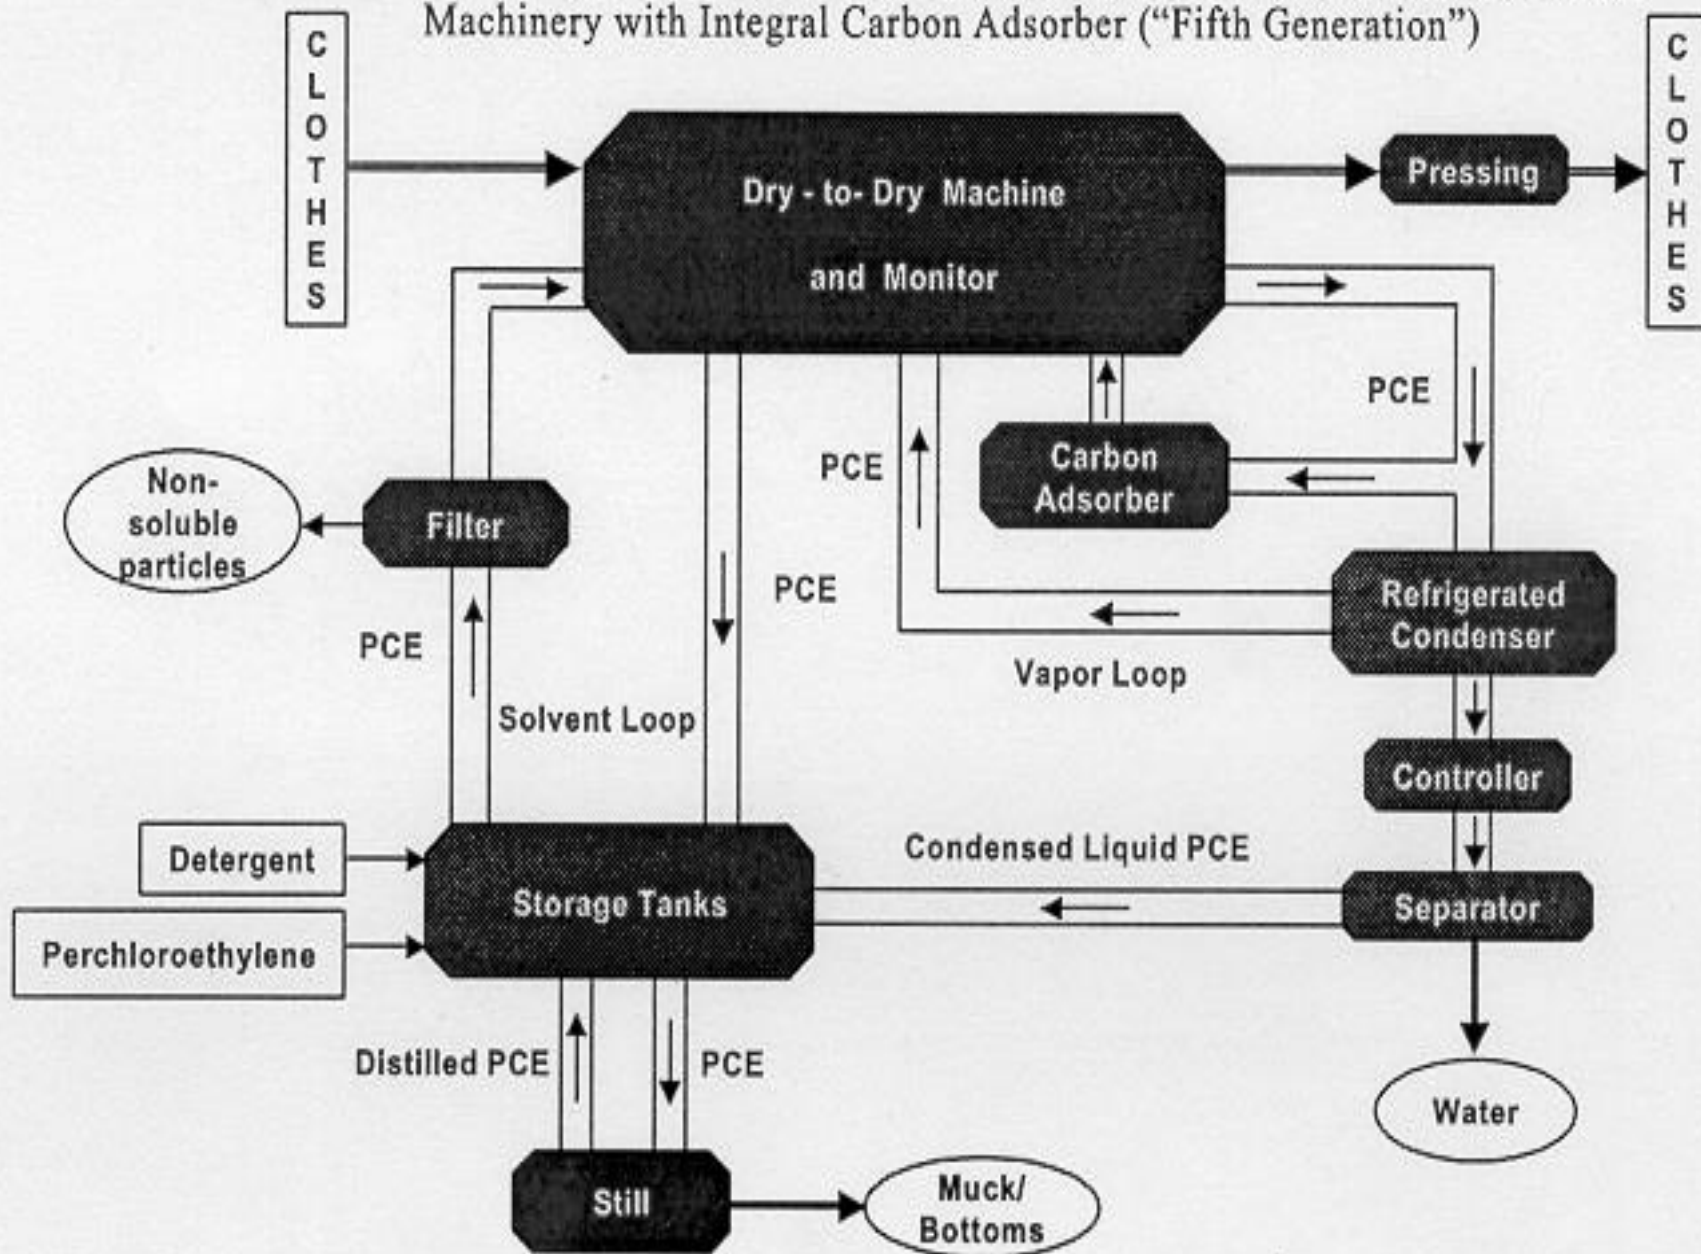 Machinery with Integral Carbon Adsorber (“Fifth Generation”)
CLOTHES
Dry - to- Dry Machine
and Monitor
Pressing
CLOTHES
PCE
Carbon
Adsorber
PCE
Non-
soluble
particles
Filter
PCE
Refrigerated
Condenser
PCE
Vapor Loop
Solvent Loop
Controller
Detergent
Condensed Liquid PCE
Storage Tanks
Separator
Perchloroethylene
Distilled PCE
PCE
Water
Still
Muck/
Bottoms